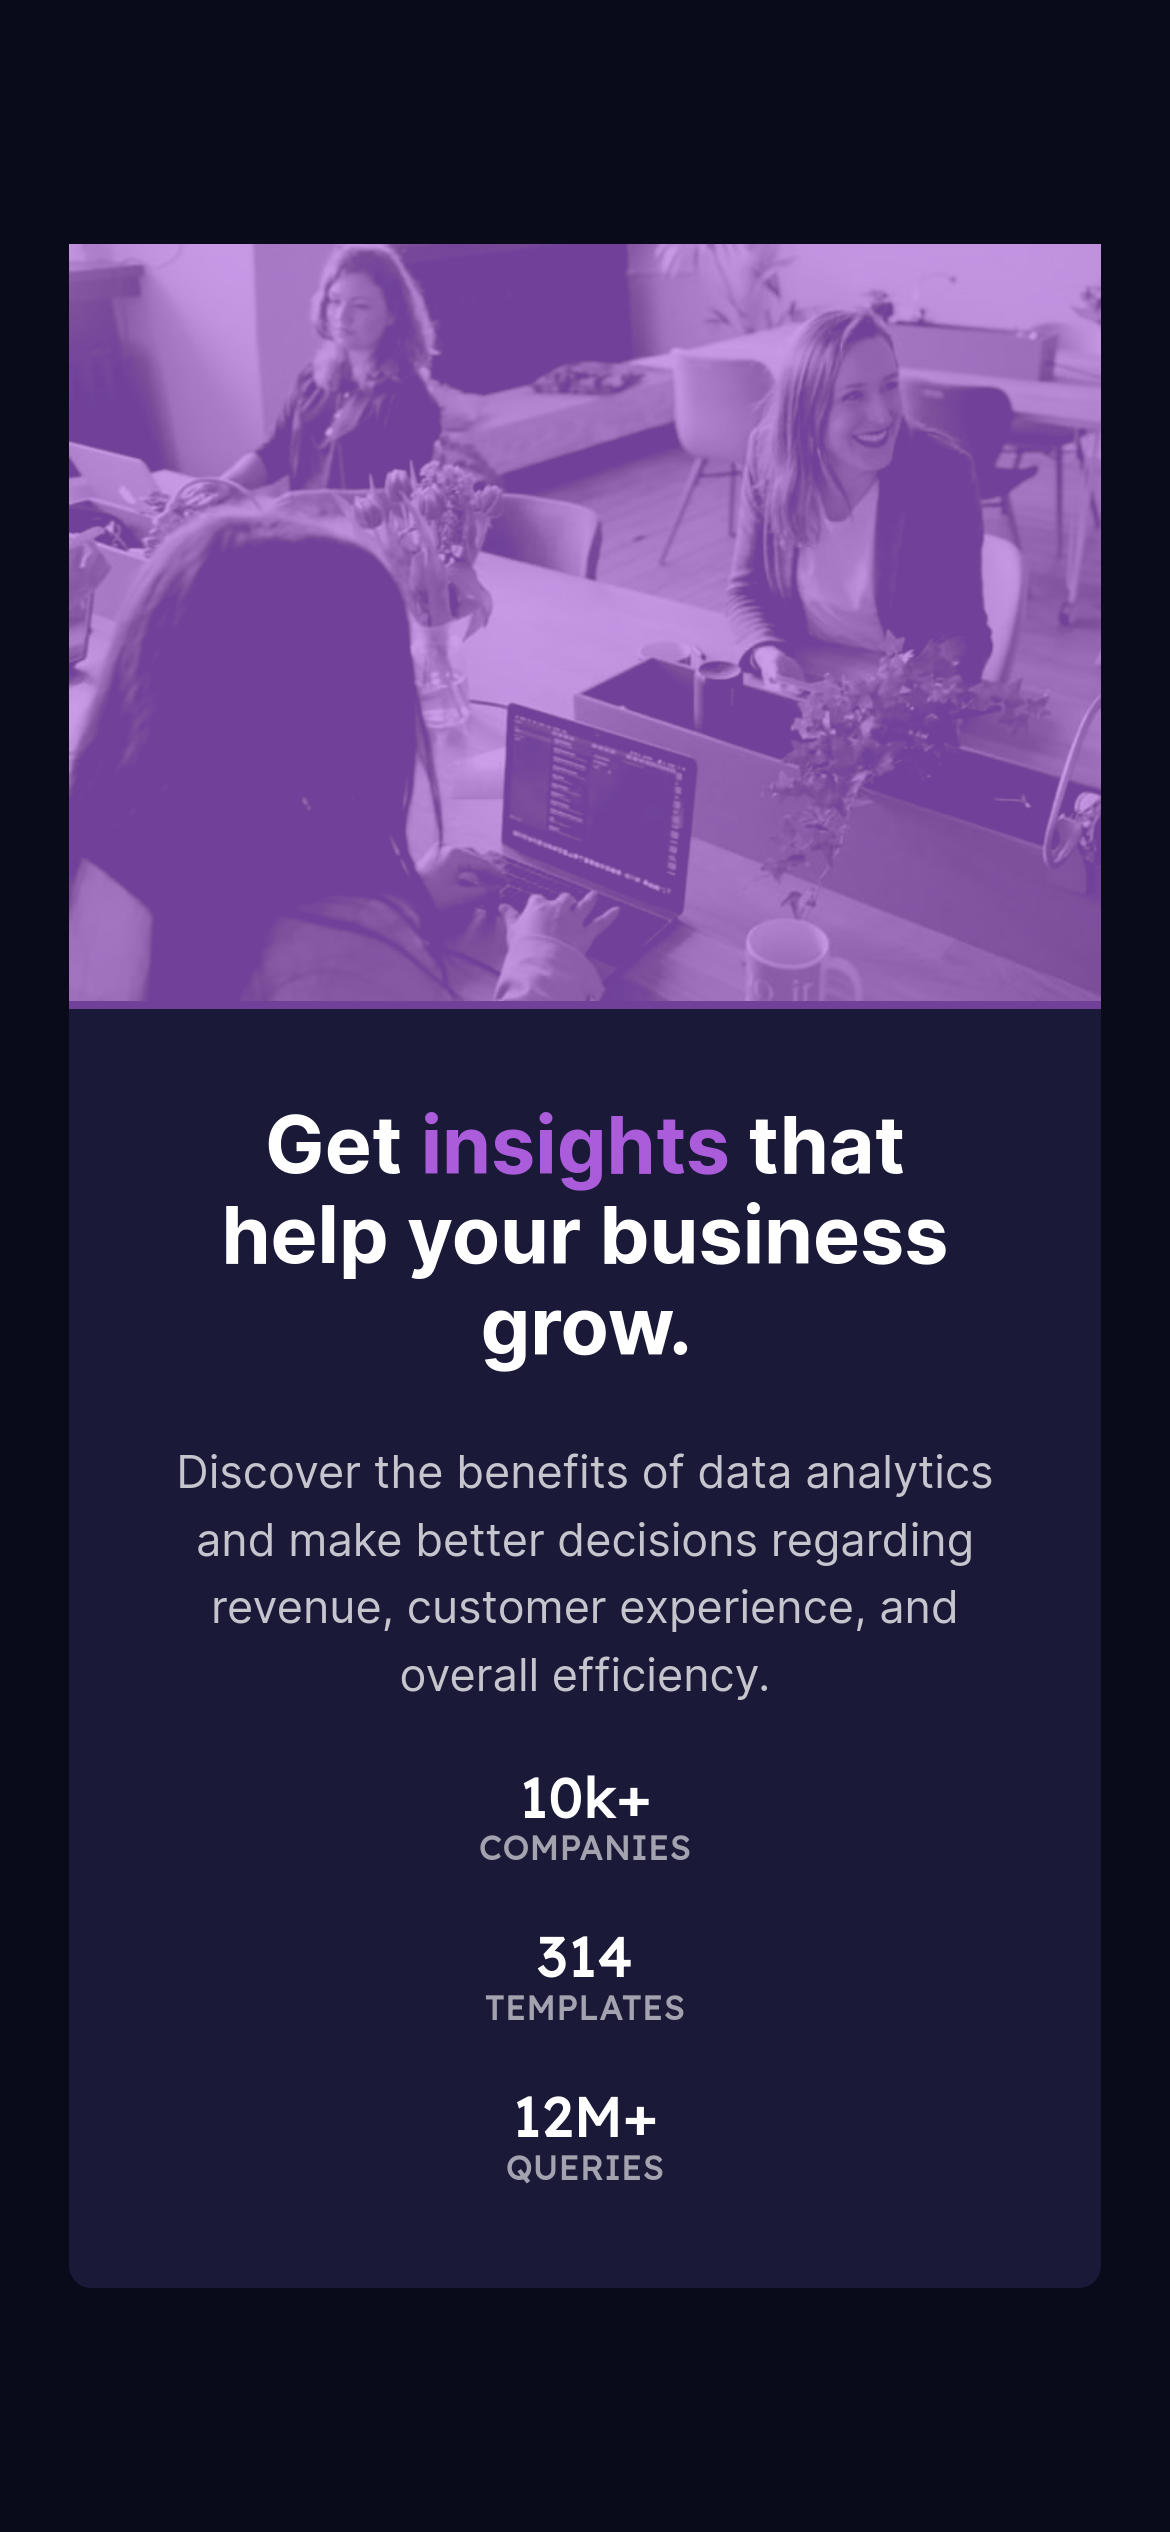 Get insights that
help your business
grow.
Discover the benefits of data analytics
and make better decisions regarding
revenue, customer experience, and
overall efficiency.
10k+
COMPANIES
314
TEMPLATES
12M+
QUERIES